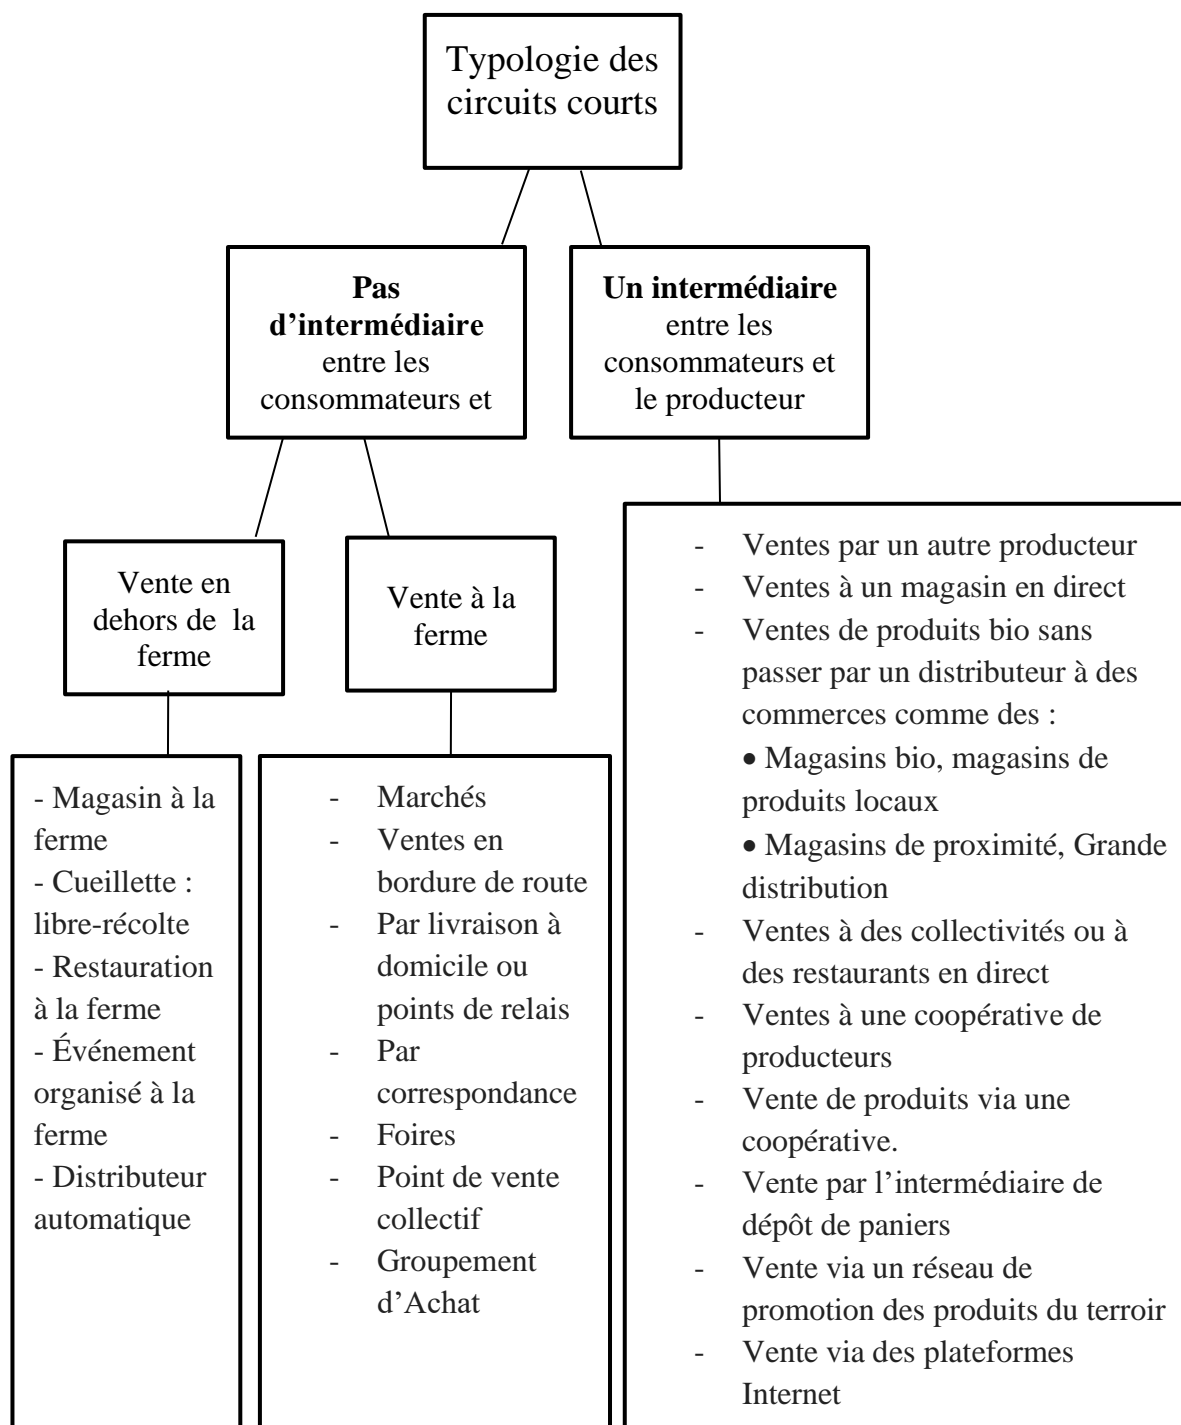 Typologie des
circuits courts
Pas
d’intermédiaire
entre les
consommateurs et
Un intermédiaire
entre les
consommateurs et
le producteur
Vente en
dehors de la
ferme
Vente à la
ferme
- Magasin à la
ferme
- Cueillette :
libre-récolte
- Restauration
à la ferme
- Événement
organisé à la
ferme
- Distributeur
automatique
- Marchés
- Ventes en
bordure de route
- Par livraison à
domicile ou
points de relais
- Par
correspondance
- Foires
- Point de vente
collectif
- Groupement
d’Achat
- Ventes par un autre producteur
- Ventes à un magasin en direct
- Ventes de produits bio sans
passer par un distributeur à des
commerces comme des :
• Magasins bio, magasins de
produits locaux
• Magasins de proximité, Grande
distribution
- Ventes à des collectivités ou à
des restaurants en direct
- Ventes à une coopérative de
producteurs
- Vente de produits via une
coopérative.
- Vente par l’intermédiaire de
dépôt de paniers
- Vente via un réseau de
promotion des produits du terroir
- Vente via des plateformes
Internet